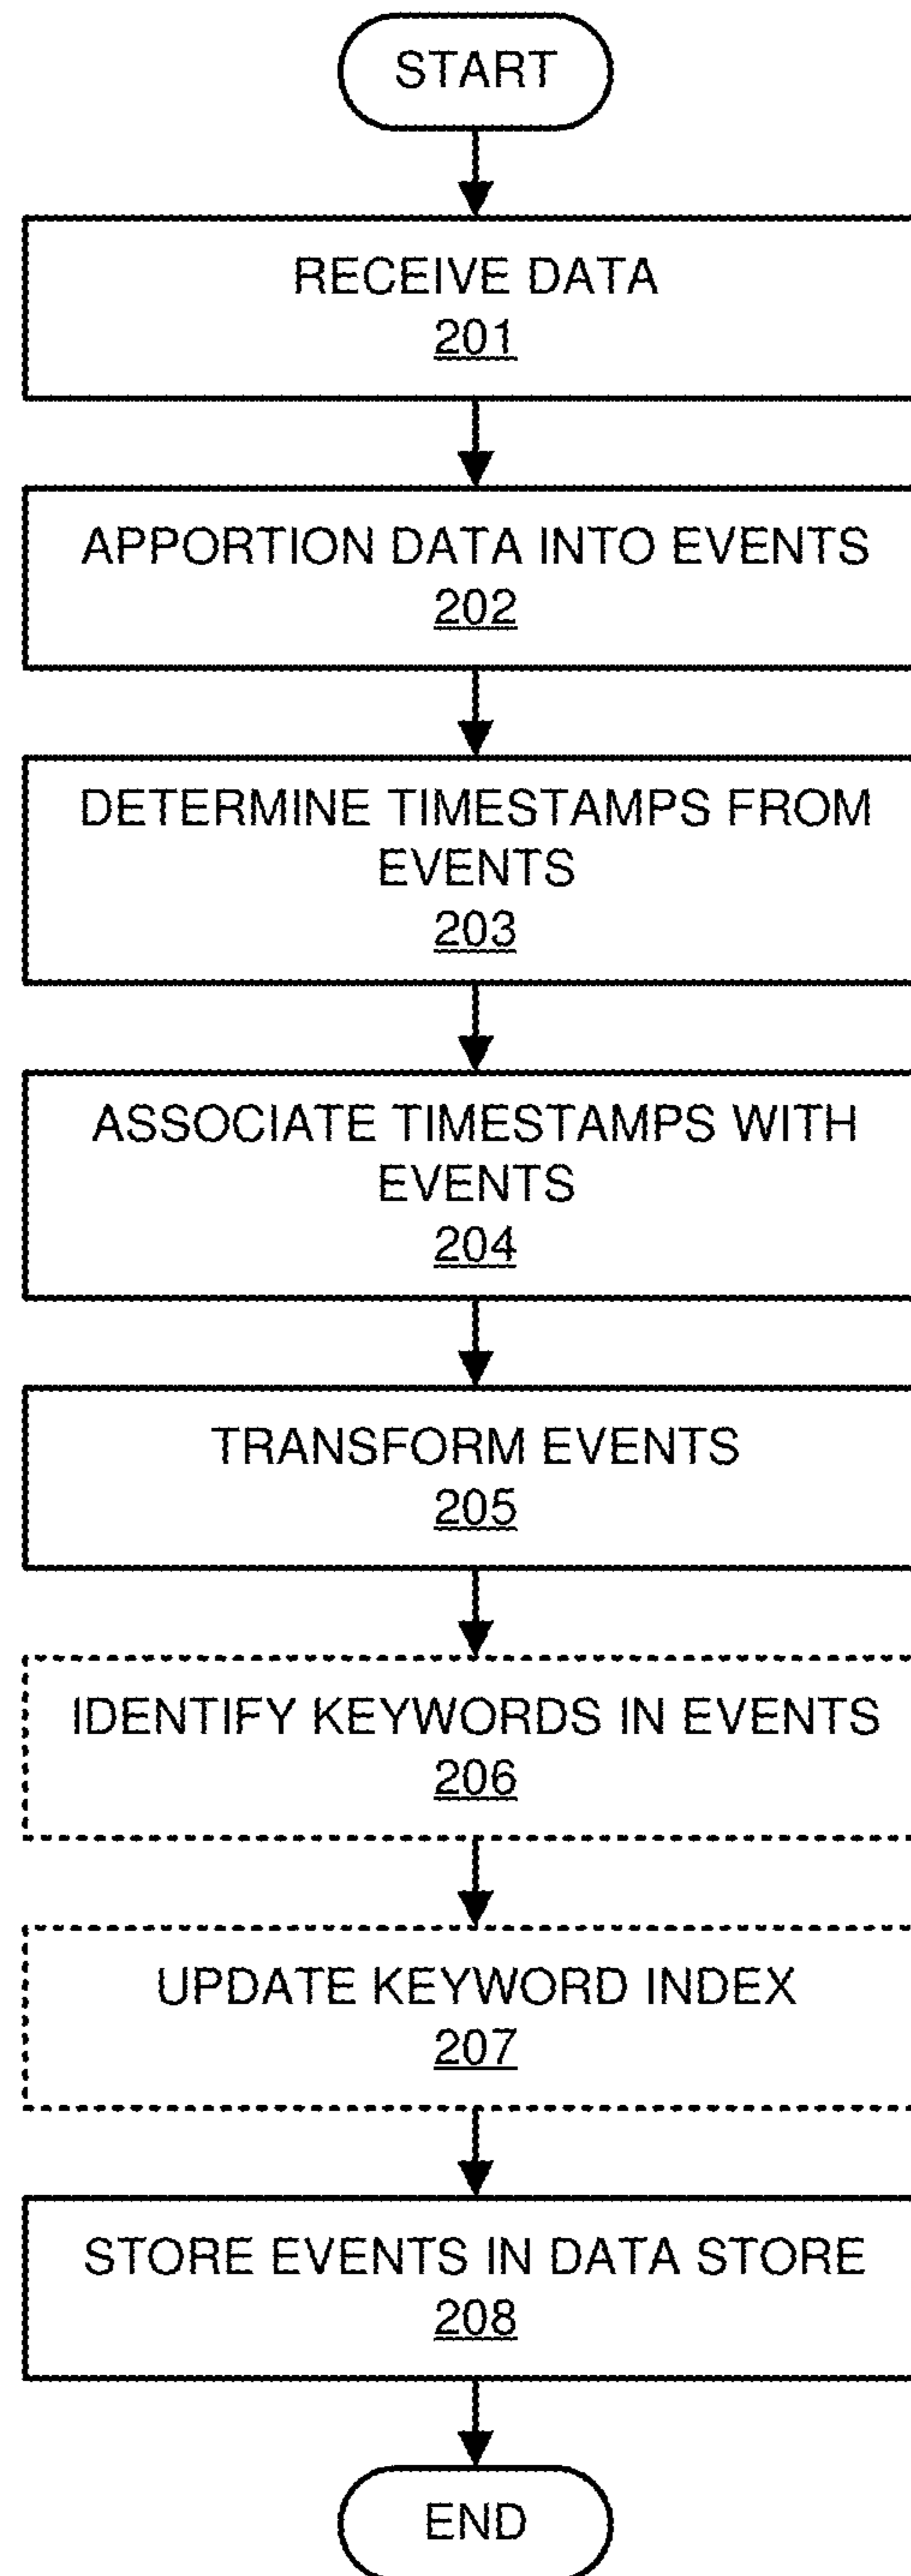 START
RECEIVE DATA
201
APPORTION DATA INTO EVENTS
202
DETERMINE TIMESTAMPS FROM
EVENTS
203
ASSOCIATE TIMESTAMPS WITH
EVENTS
204
TRANSFORM EVENTS
205
IDENTIFY KEYWORDS IN EVENTS
206
UPDATE KEYWORD INDEX
207
STORE EVENTS IN DATA STORE
208
END